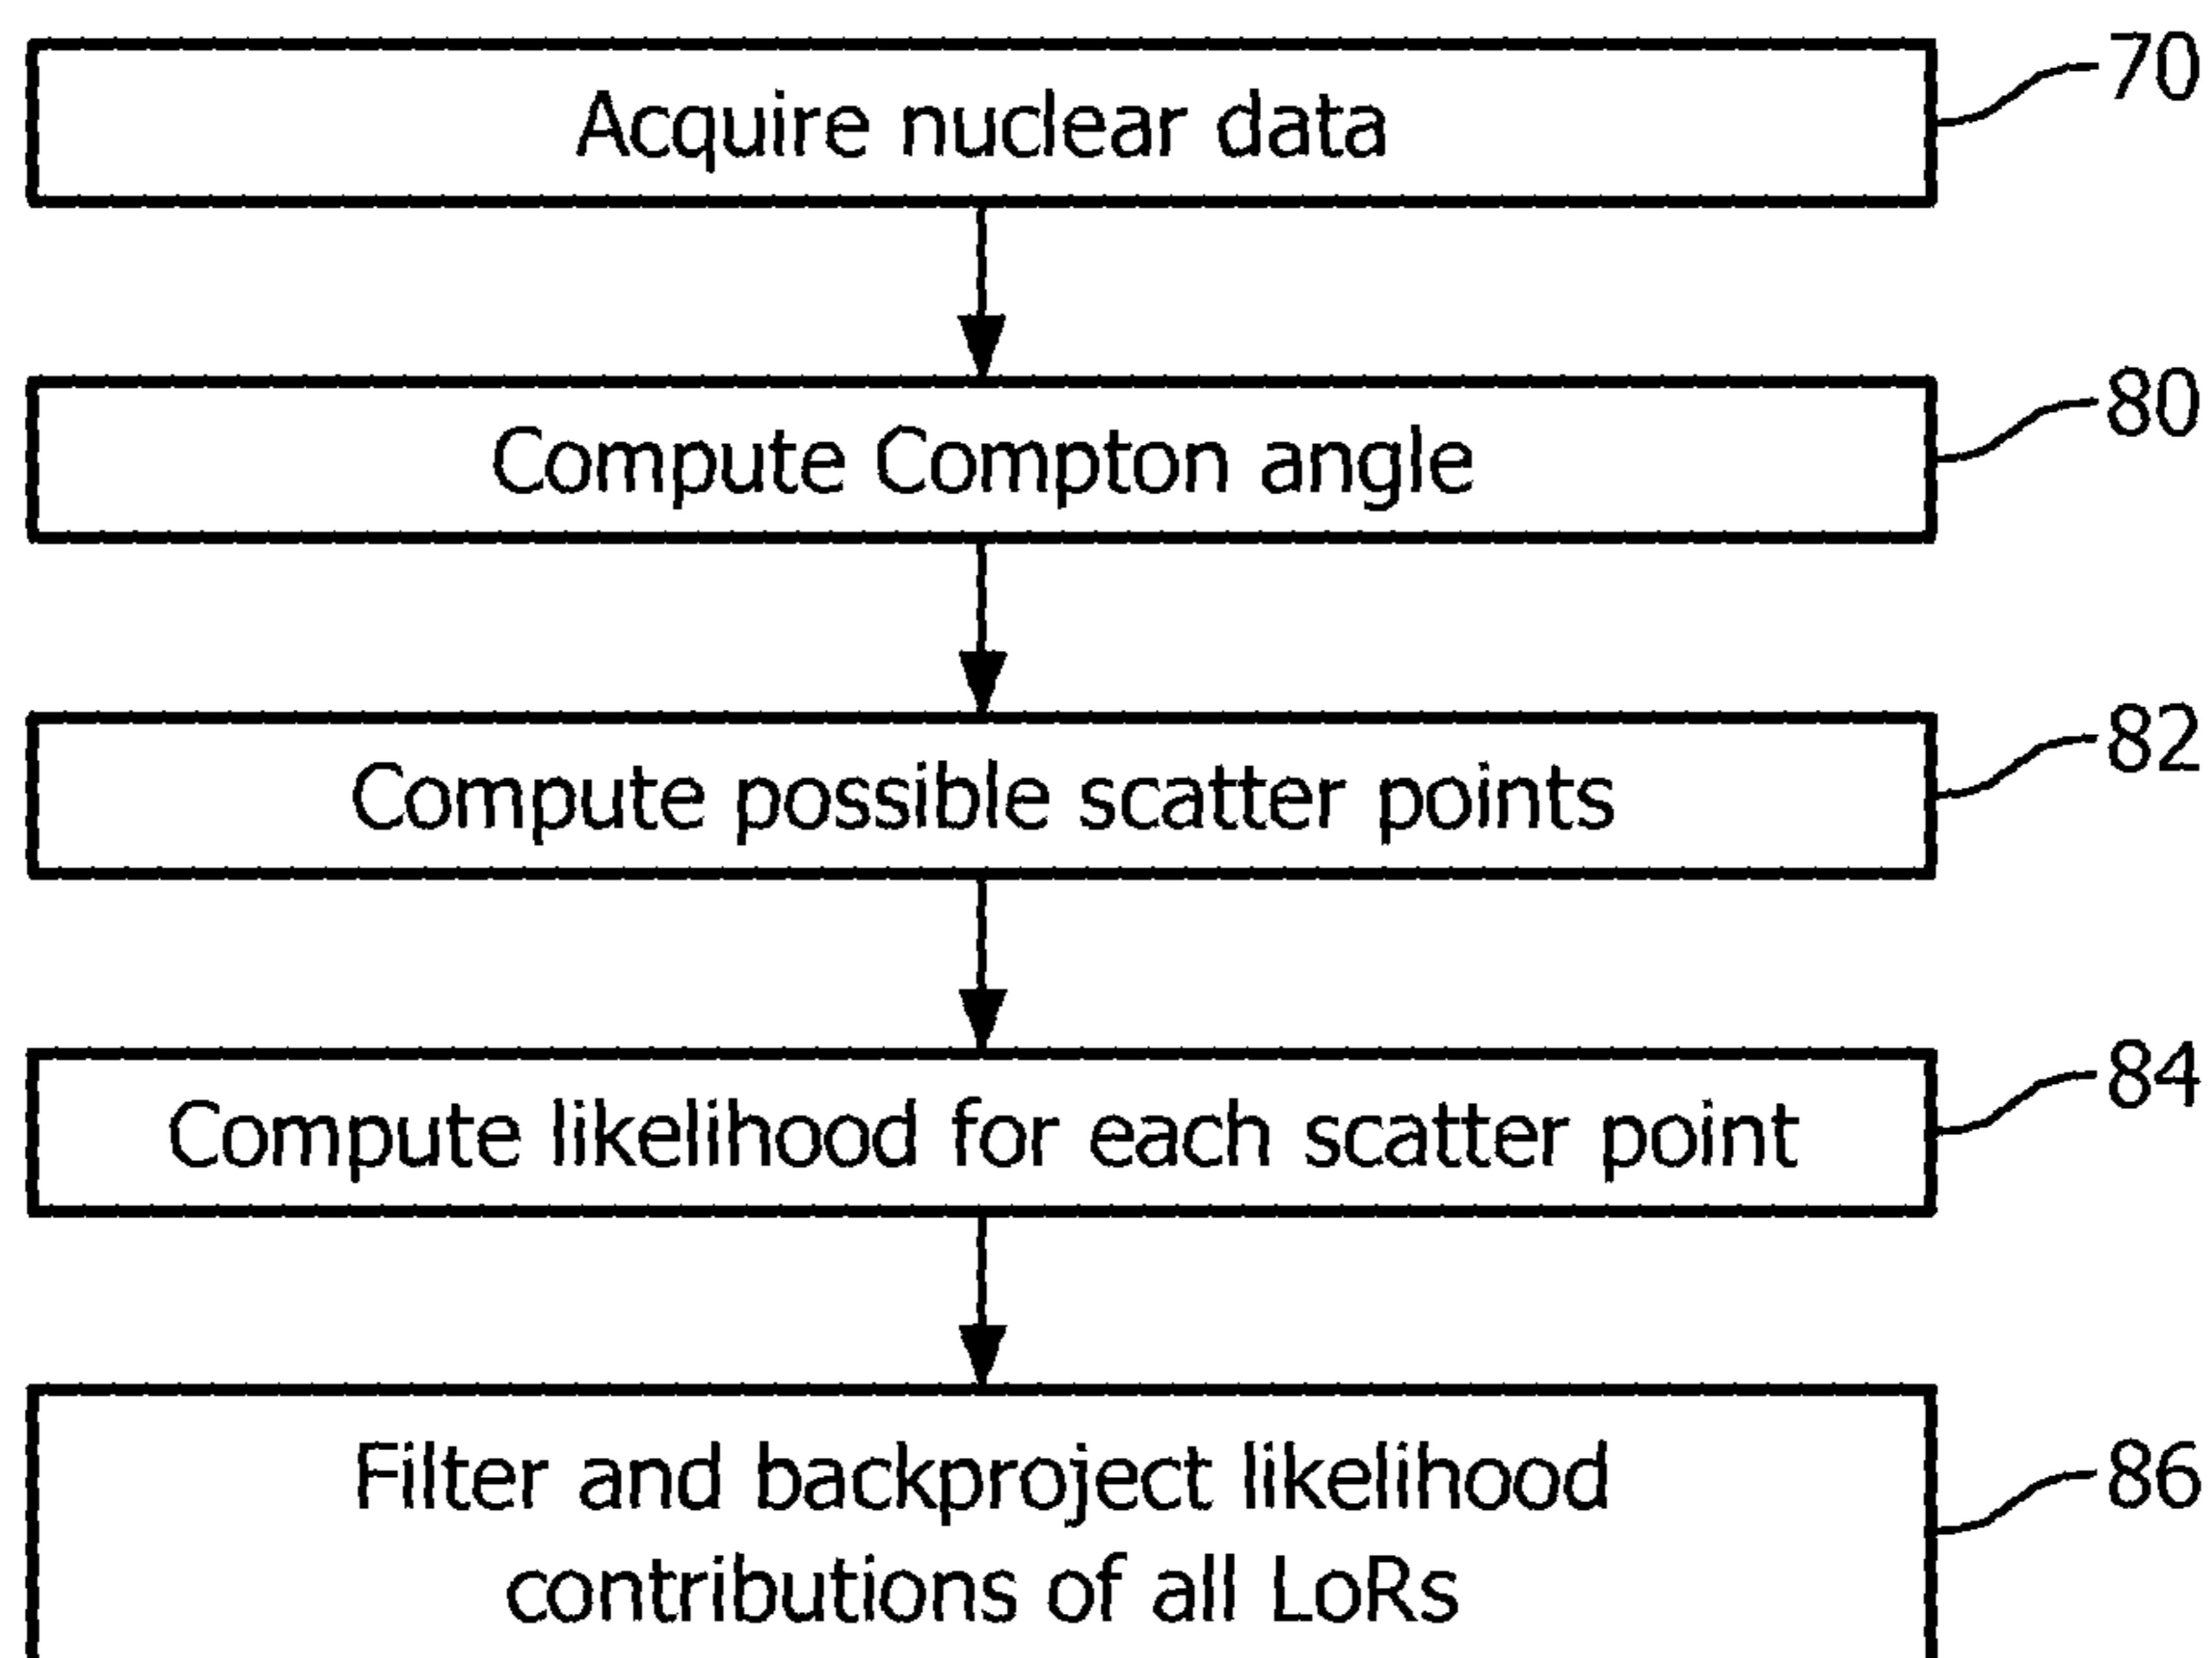 Acquire nuclear data
70
Compute Compton angle
80
Compute possible scatter points
82
Compute likelihood for each scatter point
84
Filter and backproject likelihood
contributions of all LoRs
86